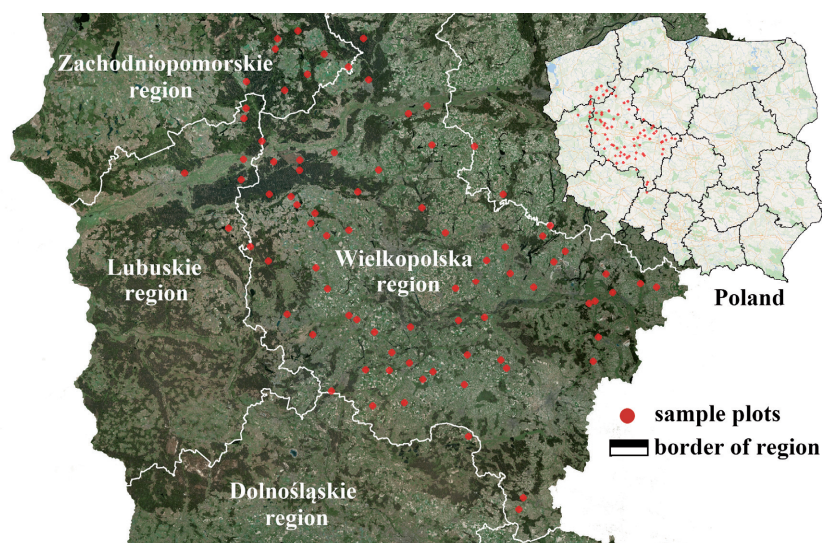 Zachodniopomorskie
region
Lubuskie
region
Wielkopolska
region
Poland
sample plots
border of region
Dolnośląskie
region